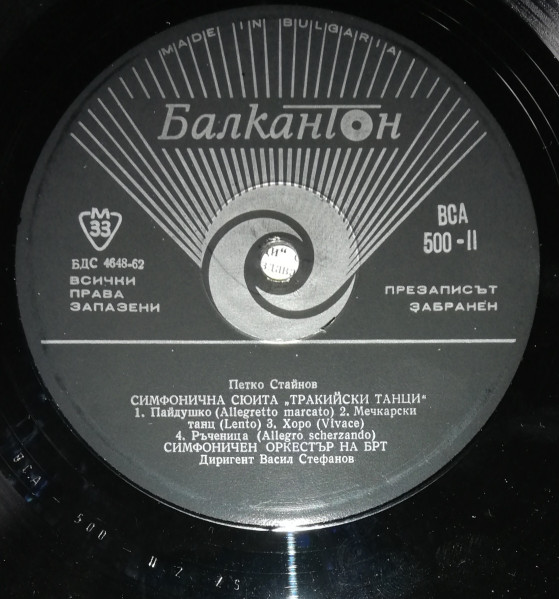 MADE IN BULGARIA
Балкантон
М
33
БДС 4648-62
ВСИЧКИ
ПРАВА
ЗАПАЗЕНИ
ВСА
500-II
ПРЕЗАПИСЪТ
ЗАБРАНЕН
Петко Стайнов
СИМФОНИЧНА СЮИТА „ТРАКИЙСКИ ТАНЦИ“
1. Пайдушко (Allegretto marcato) 2. Мечкарски
танц (Lento) 3. Хоро (Vivace)
4. Ръченица (Allegro scherzando)
СИМФОНИЧЕН ОРКЕСТЪР НА БРТ
Диригент Васил Стефанов